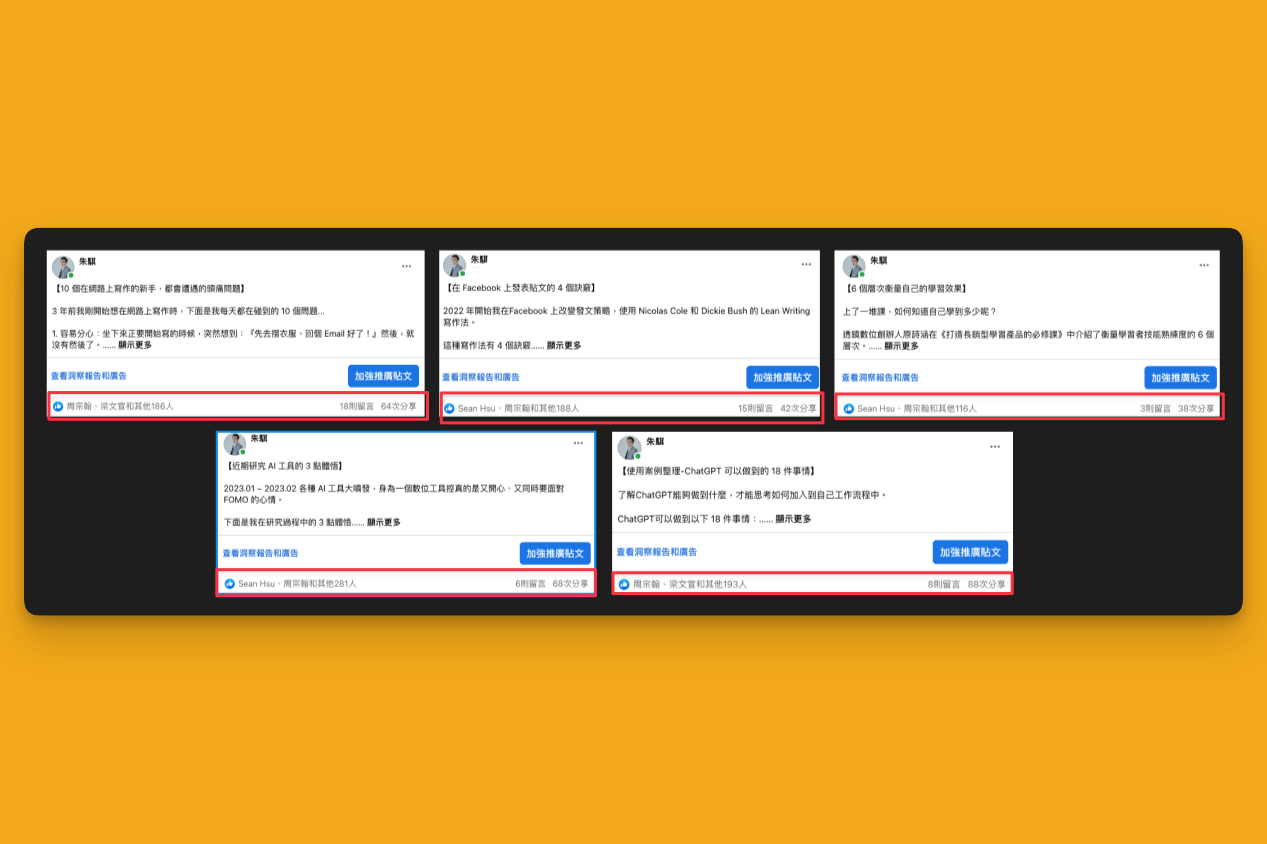 朱騏
【10 個在網路上寫作的新手，都會遭遇的頭痛問題】
3 年前我剛開始想在網路上寫作時，下面是我每天都在碰到的 10 個問題...
1. 容易分心：坐下來正要開始寫的時候，突然想到：『先去摺衣服、回個 Email 好了！』然後，就
沒有然後了。...... 顯示更多
查看洞察報告和廣告
加強推廣貼文
周宗翰、梁文宣和其他186人
18則留言 64次分享
朱騏
【在 Facebook 上發表貼文的 4 個訣竅】
2022 年開始我在Facebook 上改變發文策略，使用 Nicolas Cole 和 Dickie Bush 的 Lean Writing
寫作法。
這種寫作法有 4 個訣竅...... 顯示更多
查看洞察報告和廣告
加強推廣貼文
Sean Hsu、周宗翰和其他188人
15則留言 42次分享
朱騏
【6 個層次衡量自己的學習效果】
上了一堆課，如何知道自己學到多少呢？
透鏡數位創辦人原詩涵在《打造長銷型學習產品的必修課》中介紹了衡量學習者技能熟練度的 6 個
層次。...... 顯示更多
查看洞察報告和廣告
加強推廣貼文
Sean Hsu、周宗翰和其他116人
3則留言 38次分享
朱騏
【近期研究 AI 工具的 3 點體悟】
2023.01 – 2023.02 各種 AI 工具大噴發，身為一個數位工具控真的是又開心、又同時要面對
FOMO 的心情。
下面是我在研究過程中的 3 點體悟...... 顯示更多
查看洞察報告和廣告
加強推廣貼文
Sean Hsu、周宗翰和其他281人
6則留言 68次分享
朱騏
【使用案例整理-ChatGPT 可以做到的 18 件事情】
了解ChatGPT能夠做到什麼，才能思考如何加入到自己工作流程中。
ChatGPT可以做到以下 18 件事情：...... 顯示更多
查看洞察報告和廣告
加強推廣貼文
周宗翰、梁文宣和其他193人
8則留言 88次分享